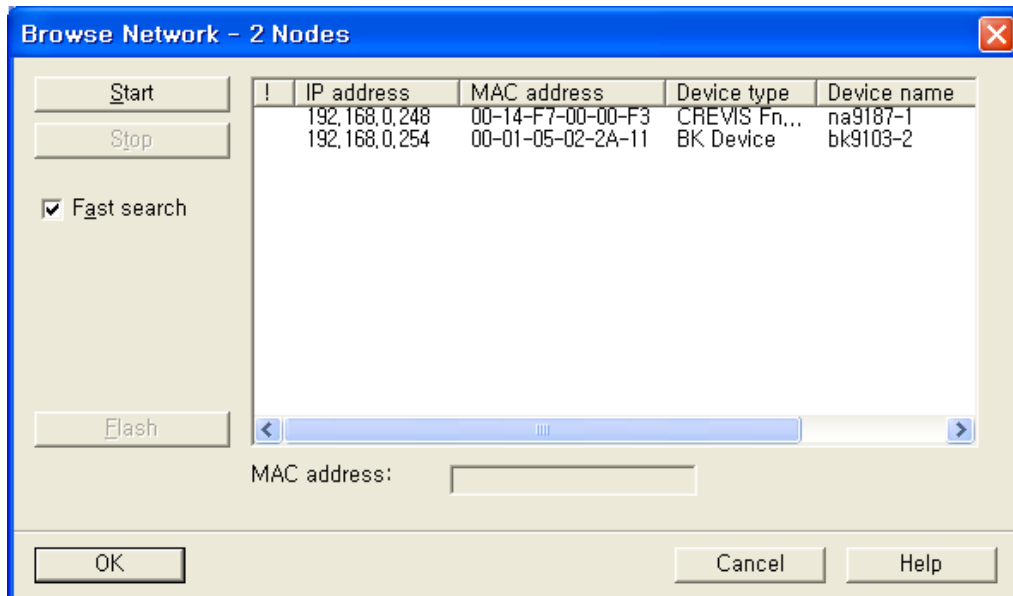 Browse Network - 2 Nodes
Start
Stop
Fast search
! IP address MAC address Device type Device name
192,168,0,248 00-14-F7-00-00-F3 CREVIS Fn... na9187-1
192,168,0,254 00-01-05-02-2A-11 BK Device bk9103-2
Flash
MAC address:
OK Cancel Help